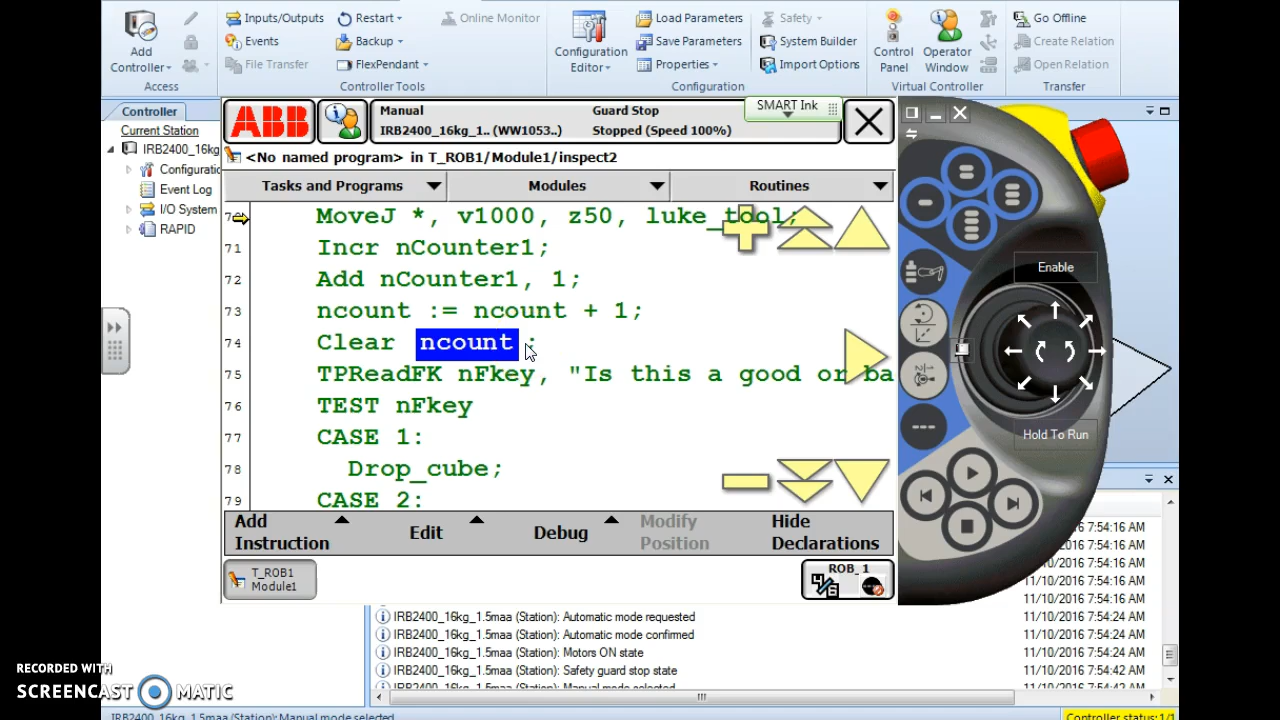 Add
Controller
Access
Inputs/Outputs
Events
File Transfer
Restart
Backup
FlexPendant
Controller Tools
Online Monitor
Configuration
Editor
Load Parameters
Save Parameters
Properties
Configuration
Safety
System Builder
Import Options
Control
Panel
Operator
Window
Virtual Controller
Go Offline
Create Relation
Open Relation
Transfer
Controller
Current Station
IRB2400_16kg
Configuratio
Event Log
I/O System
RAPID
ABB
Manual
IRB2400_16kg_1.. (WW1053..)
Guard Stop
Stopped (Speed 100%)
SMART Ink
<No named program> in T_ROB1/Module1/inspect2
Tasks and Programs
Modules
Routines
MoveJ *, v1000, z50, luke_tool;
71 Incr nCounter1;
72 Add nCounter1, 1;
73 ncount := ncount + 1;
74 Clear ncount ;
75 TPReadFK nFkey, "Is this a good or ba
76 TEST nFkey
77 CASE 1:
78 Drop_cube;
79 CASE 2:
Add
Instruction
Edit
Debug
Modify
Position
Hide
Declarations
T_ROB1
Module1
ROB_1
Enable
Hold To Run
6 7:54:16 AM
11/10/2016 7:54:16 AM
11/10/2016 7:54:16 AM
11/10/2016 7:54:16 AM
11/10/2016 7:54:16 AM
IRB2400_16kg_1.5maa (Station): Automatic mode requested 11/10/2016 7:54:24 AM
IRB2400_16kg_1.5maa (Station): Automatic mode confirmed 11/10/2016 7:54:24 AM
IRB2400_16kg_1.5maa (Station): Motors ON state 11/10/2016 7:54:24 AM
IRB2400_16kg_1.5maa (Station): Safety guard stop state 11/10/2016 7:54:42 AM
IRB2400_16kg_1.5maa (Station): Manual mode selected 11/10/2016 7:54:42 AM
IRB2400_16kg_1.5maa (Station): Manual mode selected
Controller status: 1/1
RECORDED WITH
SCREENCAST MATIC